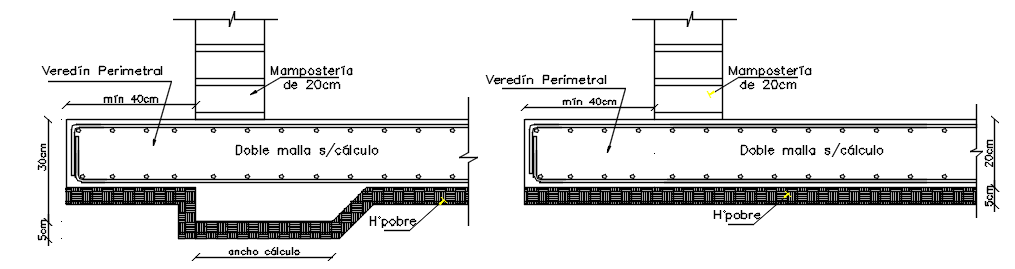 Veredín Perimetral
Mampostería
de 20cm
mín 40cm
30cm
Doble malla s/cálculo
5cm
H°pobre
ancho cálculo
Veredín Perímetral
Mampostería
de 20cm
mín 40cm
Doble malla s/cálculo
20cm
5cm
H°pobre